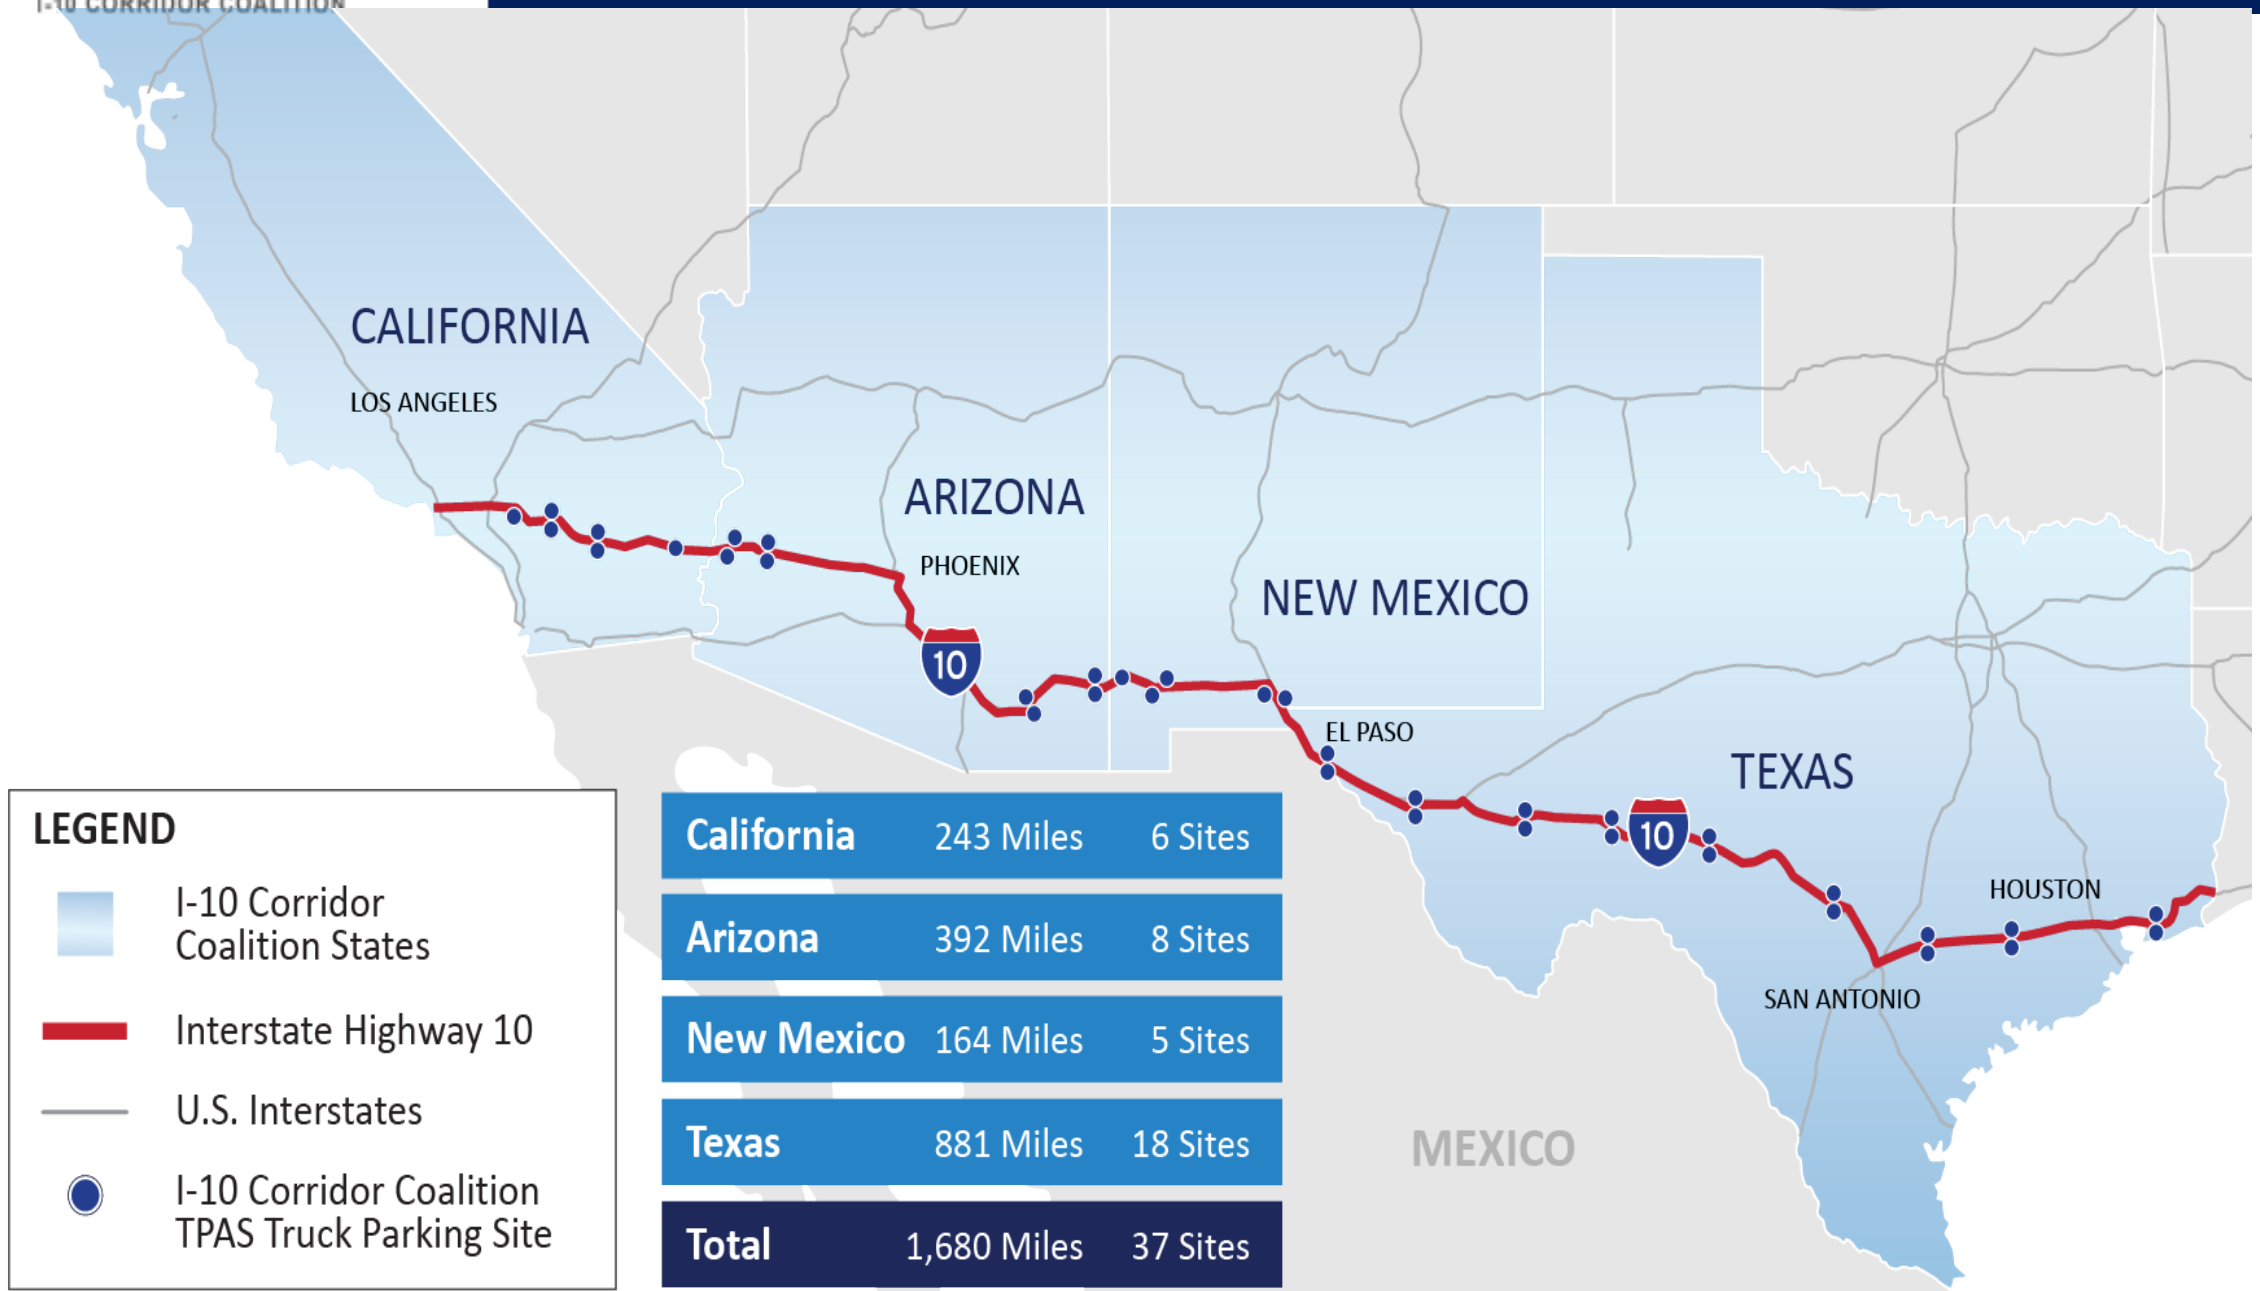 I-10 CORRIDOR COALITION
CALIFORNIA
LOS ANGELES
ARIZONA
PHOENIX
NEW MEXICO
10
EL PASO
TEXAS
10
HOUSTON
SAN ANTONIO
MEXICO
LEGEND
I-10 Corridor
Coalition States
Interstate Highway 10
U.S. Interstates
I-10 Corridor Coalition
TPAS Truck Parking Site
California 243 Miles 6 Sites
Arizona 392 Miles 8 Sites
New Mexico 164 Miles 5 Sites
Texas 881 Miles 18 Sites
Total 1,680 Miles 37 Sites